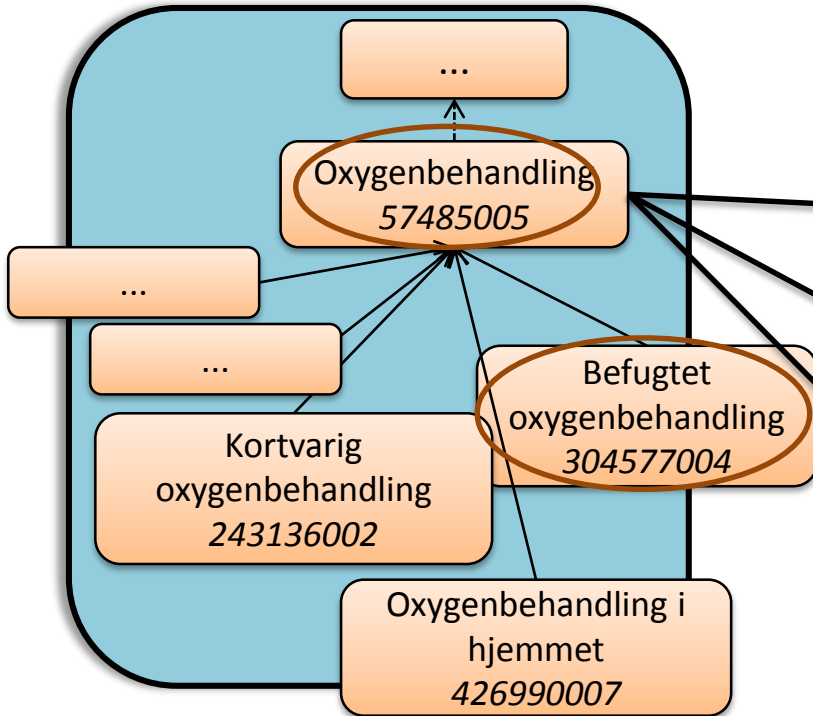 ...
Oxygenbehandling
57485005
...
...
Befugtet
oxygenbehandling
304577004
Kortvarig
oxygenbehandling
243136002
Oxygenbehandling i
hjemmet
426990007